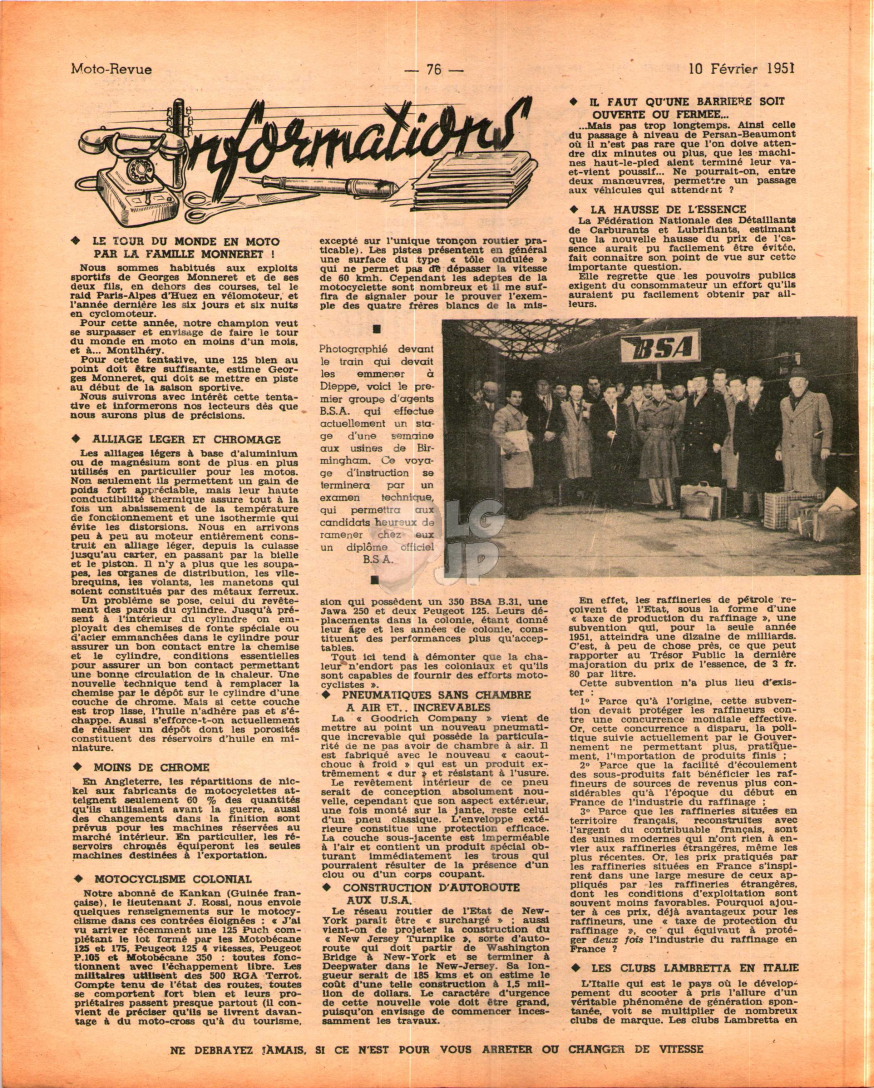 Moto-Revue
— 76 —
10 Février 1951
Informations
◆ LE TOUR DU MONDE EN MOTO
PAR LA FAMILLE MONNERET !
Nous sommes habitués aux exploits
sportifs de Georges Monneret et de ses
deux fils, en dehors des courses, tel le
raid Paris-Alpes d'Huez en vélomoteur, et
l'année dernière les six jours et six nuits
en cyclomoteur.
Pour cette année, notre champion veut
se surpasser et envisage de faire le tour
du monde en moto en moins d'un mois,
et à... Montlhéry.
Pour cette tentative, une 125 bien au
point doit être suffisante, estime Geor-
ges Monneret, qui doit se mettre en piste
au début de la saison sportive.
Nous suivrons avec intérêt cette tenta-
tive et informerons nos lecteurs dès que
nous aurons plus de précisions.
◆ ALLIAGE LEGER ET CHROMAGE
Les alliages légers à base d'aluminium
ou de magnésium sont de plus en plus
utilisés en particulier pour les motos.
Non seulement ils permettent un gain de
poids fort appréciable, mais leur haute
conductibilité thermique assure tout à la
fois un abaissement de la température
de fonctionnement et une isothermie qui
évite les distorsions. Nous en arrivons
peu à peu au moteur entièrement cons-
truit en alliage léger, depuis la culasse
jusqu'au carter, en passant par la bielle
et le piston. Il n'y a plus que les soupa-
pes, les organes de distribution, les vile-
brequins, les volants, les manetons qui
soient constitués par des métaux ferreux.
Un problème se pose, celui du revête-
ment des parois du cylindre. Jusqu'à pré-
sent à l'intérieur du cylindre on em-
ployait des chemises de fonte spéciale ou
d'acier emmanchées dans le cylindre pour
assurer un bon contact entre la chemise
et le cylindre, conditions essentielles
pour assurer un bon contact permettant
une bonne circulation de la chaleur. Une
nouvelle technique tend à remplacer la
chemise par le dépôt sur le cylindre d'une
couche de chrome. Mais si cette couche
est trop lisse, l'huile n'adhère pas et s'é-
chappe. Aussi s'efforce-t-on actuellement
de réaliser un dépôt dont les porosités
constituent des réservoirs d'huile en mi-
niature.
◆ MOINS DE CHROME
En Angleterre, les répartitions de nic-
kel aux fabricants de motocyclettes at-
teignent seulement 60 % des quantités
qu'ils utilisaient avant la guerre, aussi
des changements dans la finition sont
prévus pour les machines réservées au
marché intérieur. En particulier, les ré-
servoirs chromés équiperont les seules
machines destinées à l'exportation.
◆ MOTOCYCLISME COLONIAL
Notre abonné de Kankan (Guinée fran-
çaise), le lieutenant J. Rossi, nous envoie
quelques renseignements sur le motocy-
clisme dans ces contrées éloignées : « J'ai
vu arriver récemment une 125 Puch com-
plétant le lot formé par les Motobécane
125 et 175, Peugeot 125 4 vitesses, Peugeot
P.105 et Motobécane 350 : toutes fonc-
tionnent avec l'échappement libre. Les
militaires utilisent des 500 RGA Terrot.
Compte tenu de l'état des routes, toutes
se comportent fort bien et leurs pro-
priétaires passent presque partout (il con-
vient de préciser qu'ils se livrent davan-
tage à du moto-cross qu'à du tourisme,
excepté sur l'unique tronçon routier pra-
ticable). Les pistes présentent en général
une surface du type « tôle ondulée »
qui ne permet pas de dépasser la vitesse
de 60 kmh. Cependant les adeptes de la
motocyclette sont nombreux et il me suf-
fira de signaler pour le prouver l'exem-
ple des quatre frères blancs de la mis-
■
Photographié devant
le train qui devait
les emmener à
Dieppe, voici le pre-
mier groupe d'agents
B.S.A. qui effectue
actuellement un sta-
ge d'une semaine
aux usines de Bir-
mingham. Ce voya-
ge d'instruction se
terminera par un
examen technique,
qui permettra aux
candidats heureux de
ramener chez eux
un diplôme officiel
B.S.A.
■
BSA
LG
JP
sion qui possèdent un 350 BSA B.31, une
Jawa 250 et deux Peugeot 125. Leurs dé-
placements dans la colonie, étant donné
leur âge et les années de colonie, cons-
tituent des performances plus qu'accep-
tables.
Tout ici tend à démonter que la cha-
leur n'endort pas les coloniaux et qu'ils
sont capables de fournir des efforts moto-
cyclistes ».
◆ PNEUMATIQUES SANS CHAMBRE
A AIR ET.. INCREVABLES
La « Goodrich Company » vient de
mettre au point un nouveau pneumati-
que increvable qui possède la particula-
rité de ne pas avoir de chambre à air. Il
est fabriqué avec le nouveau « caout-
chouc à froid » qui est un produit ex-
trêmement « dur » et résistant à l'usure.
Le revêtement intérieur de ce pneu
serait de conception absolument nou-
velle, cependant que son aspect extérieur,
une fois monté sur la jante, reste celui
d'un pneu classique. L'enveloppe exté-
rieure constitue une protection efficace.
La couche sous-jacente est imperméable
à l'air et contient un produit spécial ob-
turant immédiatement les trous qui
pourraient résulter de la présence d'un
clou ou d'un corps coupant.
◆ CONSTRUCTION D'AUTOROUTE
AUX U.S.A.
Le réseau routier de l'Etat de New-
York paraît être « surchargé » ; aussi
vient-on de projeter la construction du
« New Jersey Turnpike », sorte d'auto-
route qui doit partir de Washington
Bridge à New-York et se terminer à
Deepwater dans le New-Jersey. Sa lon-
gueur serait de 185 kms et on estime le
coût d'une telle construction à 1,5 mil-
lion de dollars. Le caractère d'urgence
de cette nouvelle voie doit être grand,
puisqu'on envisage de commencer inces-
samment les travaux.
◆ IL FAUT QU'UNE BARRIERE SOIT
OUVERTE OU FERMEE...
...Mais pas trop longtemps. Ainsi celle
du passage à niveau de Persan-Beaumont
où il n'est pas rare que l'on doive atten-
dre dix minutes ou plus, que les machi-
nes haut-le-pied aient terminé leur va-
et-vient poussif... Ne pourrait-on, entre
deux manœuvres, permettre un passage
aux véhicules qui attendent ?
◆ LA HAUSSE DE L'ESSENCE
La Fédération Nationale des Détaillants
de Carburants et Lubrifiants, estimant
que la nouvelle hausse du prix de l'es-
sence aurait pu facilement être évitée,
fait connaître son point de vue sur cette
importante question.
Elle regrette que les pouvoirs publics
exigent du consommateur un effort qu'ils
auraient pu facilement obtenir par ail-
leurs.
En effet, les raffineries de pétrole re-
çoivent de l'Etat, sous la forme d'une
« taxe de production du raffinage », une
subvention qui, pour la seule année
1951, atteindra une dizaine de milliards.
C'est, à peu de chose près, ce que peut
rapporter au Trésor Public la dernière
majoration du prix de l'essence, de 3 fr.
80 par litre.
Cette subvention n'a plus lieu d'exis-
ter :
1° Parce qu'à l'origine, cette subven-
tion devait protéger les raffineurs con-
tre une concurrence mondiale effective.
Or, cette concurrence a disparu, la poli-
tique suivie actuellement par le Gouver-
nement ne permettant plus, pratique-
ment, l'importation de produits finis ;
2° Parce que la facilité d'écoulement
des sous-produits fait bénéficier les raf-
fineurs de sources de revenus plus con-
sidérables qu'à l'époque du début en
France de l'industrie du raffinage ;
3° Parce que les raffineries situées en
territoire français, reconstruites avec
l'argent du contribuable français, sont
des usines modernes qui n'ont rien à en-
vier aux raffineries étrangères, même les
plus récentes. Or, les prix pratiqués par
les raffineries situées en France s'inspi-
rent dans une large mesure de ceux ap-
pliqués par les raffineries étrangères,
dont les conditions d'exploitation sont
souvent moins favorables. Pourquoi ajou-
ter à ces prix, déjà avantageux pour les
raffineurs, une « taxe de protection du
raffinage », ce qui équivaut à proté-
ger deux fois l'industrie du raffinage en
France ?
◆ LES CLUBS LAMBRETTA EN ITALIE
L'Italie qui est le pays où le dévelop-
pement du scooter à pris l'allure d'un
véritable phénomène de génération spon-
tanée, voit se multiplier de nombreux
clubs de marque. Les clubs Lambretta en
NE DEBRAYEZ JAMAIS, SI CE N'EST POUR VOUS ARRETER OU CHANGER DE VITESSE